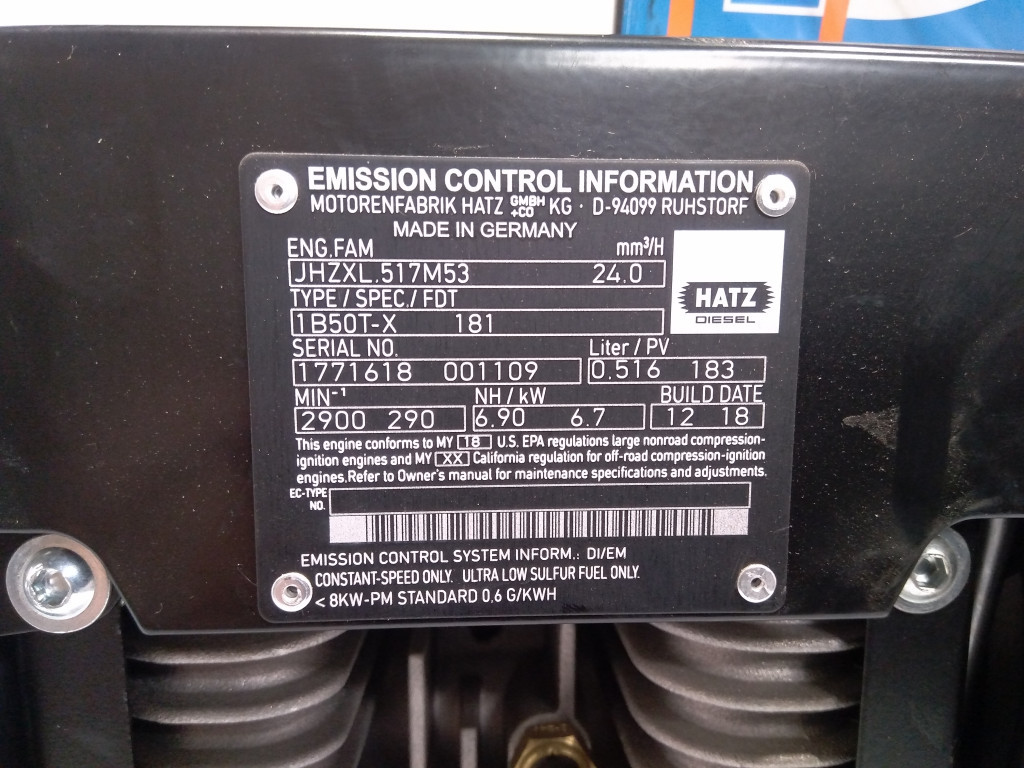 EMISSION CONTROL INFORMATION
MOTORENFABRIK HATZ GMBH +CO KG · D-94099 RUHSTORF
MADE IN GERMANY
ENG.FAM mm³/H
JHZXL.517M53 24.0
HATZ
DIESEL
TYPE / SPEC./ FDT
1B50T-X 181
SERIAL NO. Liter / PV
1771618 001109 0.516 183
MIN⁻¹ NH / kW BUILD DATE
2900 290 6.90 6.7 12 18
This engine conforms to MY 18 U.S. EPA regulations large nonroad compression-
ignition engines and MY XX California regulation for off-road compression-ignition
engines.Refer to Owner's manual for maintenance specifications and adjustments.
EC-TYPE
NO.
EMISSION CONTROL SYSTEM INFORM.: DI/EM
CONSTANT-SPEED ONLY. ULTRA LOW SULFUR FUEL ONLY.
< 8KW-PM STANDARD 0.6 G/KWH